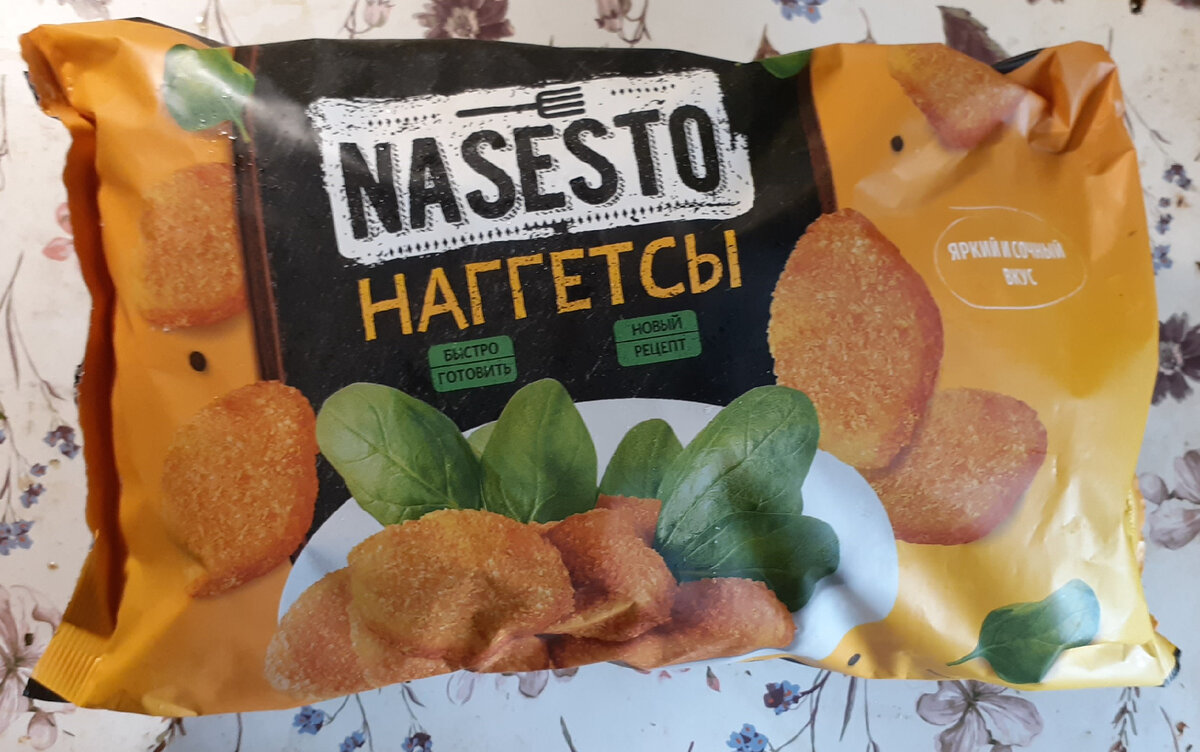 NASESTO
НАГГЕТСЫ
БЫСТРО
ГОТОВИТЬ
НОВЫЙ
РЕЦЕПТ
ЯРКИЙ И СОЧНЫЙ
ВКУС